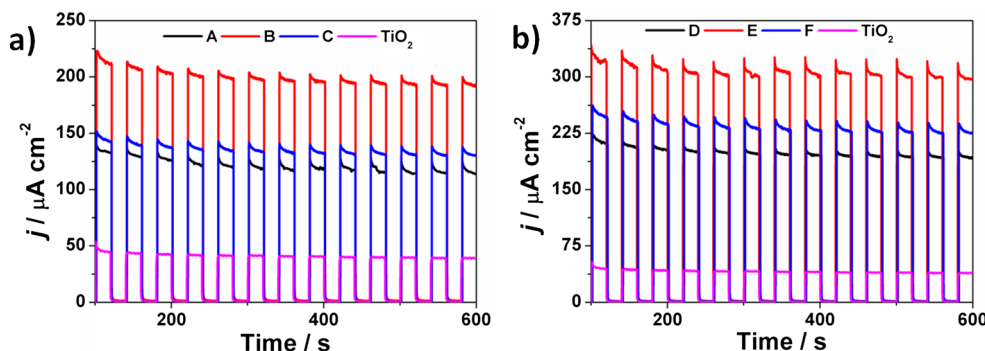 a)
A B C TiO₂
250
200
150
100
50
0
j / μA cm⁻²
200 400 600
Time / s
b)
D E F TiO₂
375
300
225
150
75
0
j / μA cm⁻²
200 400 600
Time / s